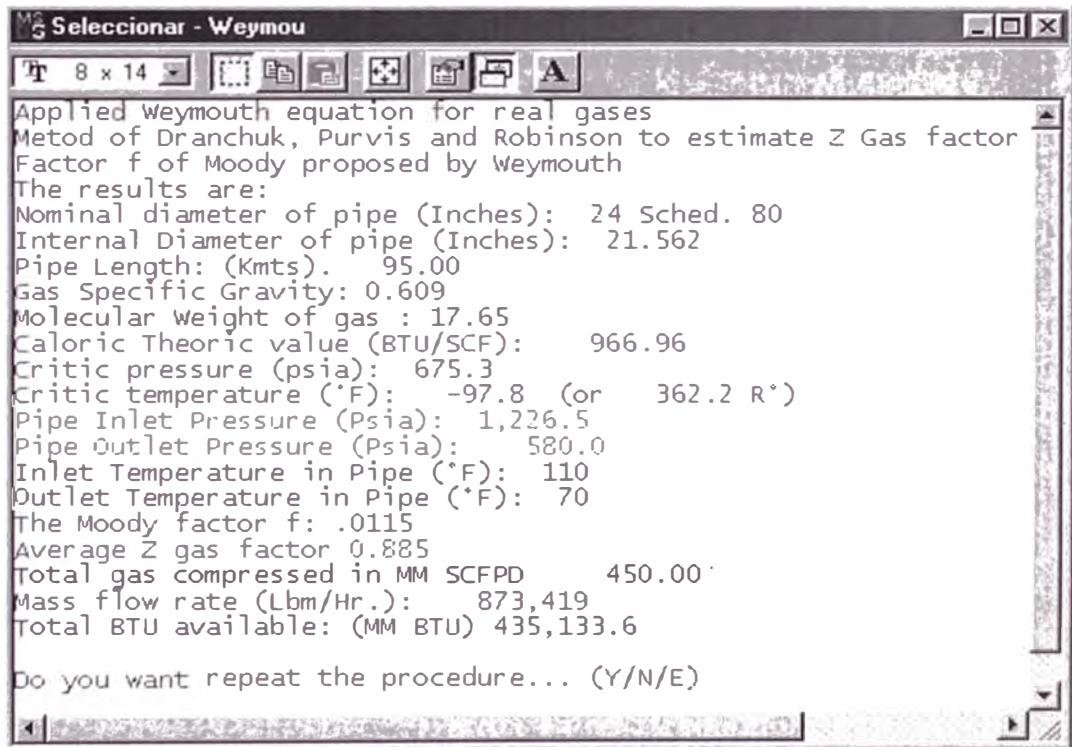 Seleccionar - Weymou
8 x 14
A
Applied Weymouth equation for real gases
Metod of Dranchuk, Purvis and Robinson to estimate Z Gas factor
Factor f of Moody proposed by Weymouth
The results are:
Nominal diameter of pipe (Inches):  24 Sched. 80
Internal Diameter of pipe (Inches):  21.562
Pipe Length: (Kmts).   95.00
Gas Specific Gravity: 0.609
Molecular Weight of gas : 17.65
Caloric Theoric value (BTU/SCF):     966.96
Critic pressure (psia):  675.3
Critic temperature (°F):   -97.8  (or    362.2 R°)
Pipe Inlet Pressure (Psia):  1,226.5
Pipe Outlet Pressure (Psia):    580.0
Inlet Temperature in Pipe (°F):  110
Outlet Temperature in Pipe (°F):  70
The Moody factor f: .0115
Average Z gas factor 0.885
Total gas compressed in MM SCFPD      450.00
Mass flow rate (Lbm/Hr.):     873,419
Total BTU available: (MM BTU) 435,133.6
Do you want repeat the procedure... (Y/N/E)